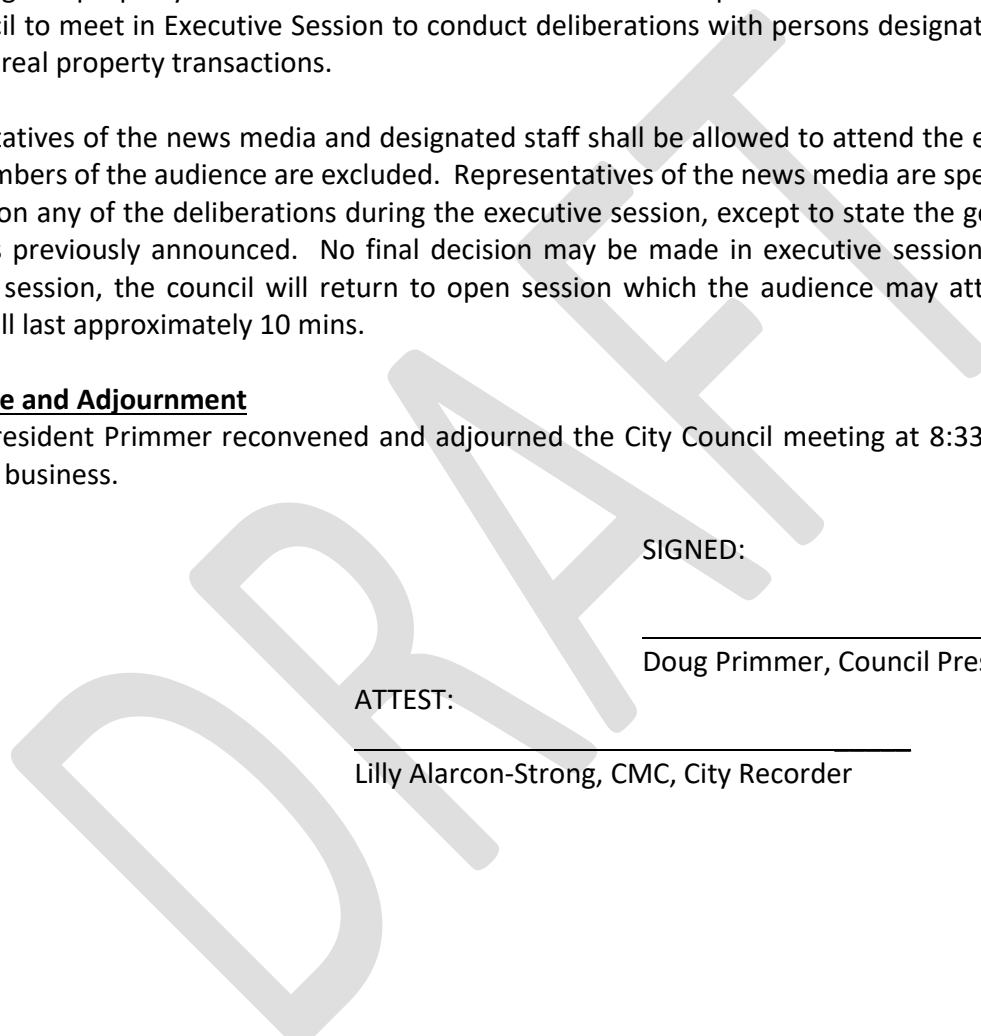 cil to meet in Executive Session to conduct deliberations with persons designat
real property transactions.
tatives of the news media and designated staff shall be allowed to attend the e
mbers of the audience are excluded.  Representatives of the news media are spe
on any of the deliberations during the executive session, except to state the ge
s previously announced.  No final decision may be made in executive session
session, the council will return to open session which the audience may att
ll last approximately 10 mins.
e and Adjournment
resident Primmer reconvened and adjourned the City Council meeting at 8:33
business.
SIGNED:
Doug Primmer, Council Pres
ATTEST:
Lilly Alarcon-Strong, CMC, City Recorder
DRAFT